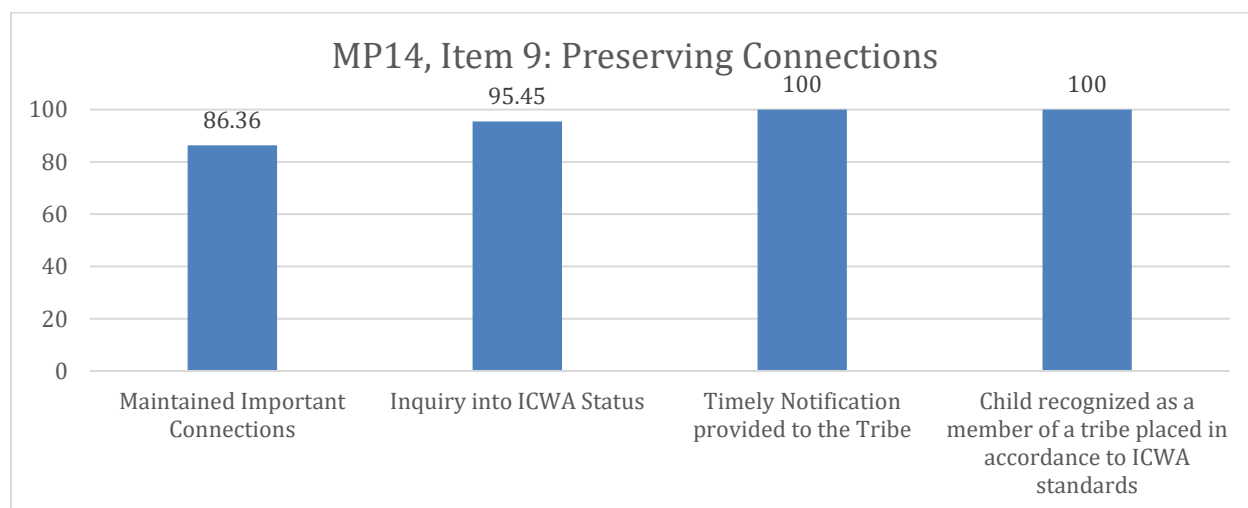 MP14, Item 9: Preserving Connections
100
100
95.45
86.36
100
80
60
40
20
0
Maintained Important
Connections
Inquiry into ICWA Status
Timely Notification
provided to the Tribe
Child recognized as a
member of a tribe placed in
accordance to ICWA
standards